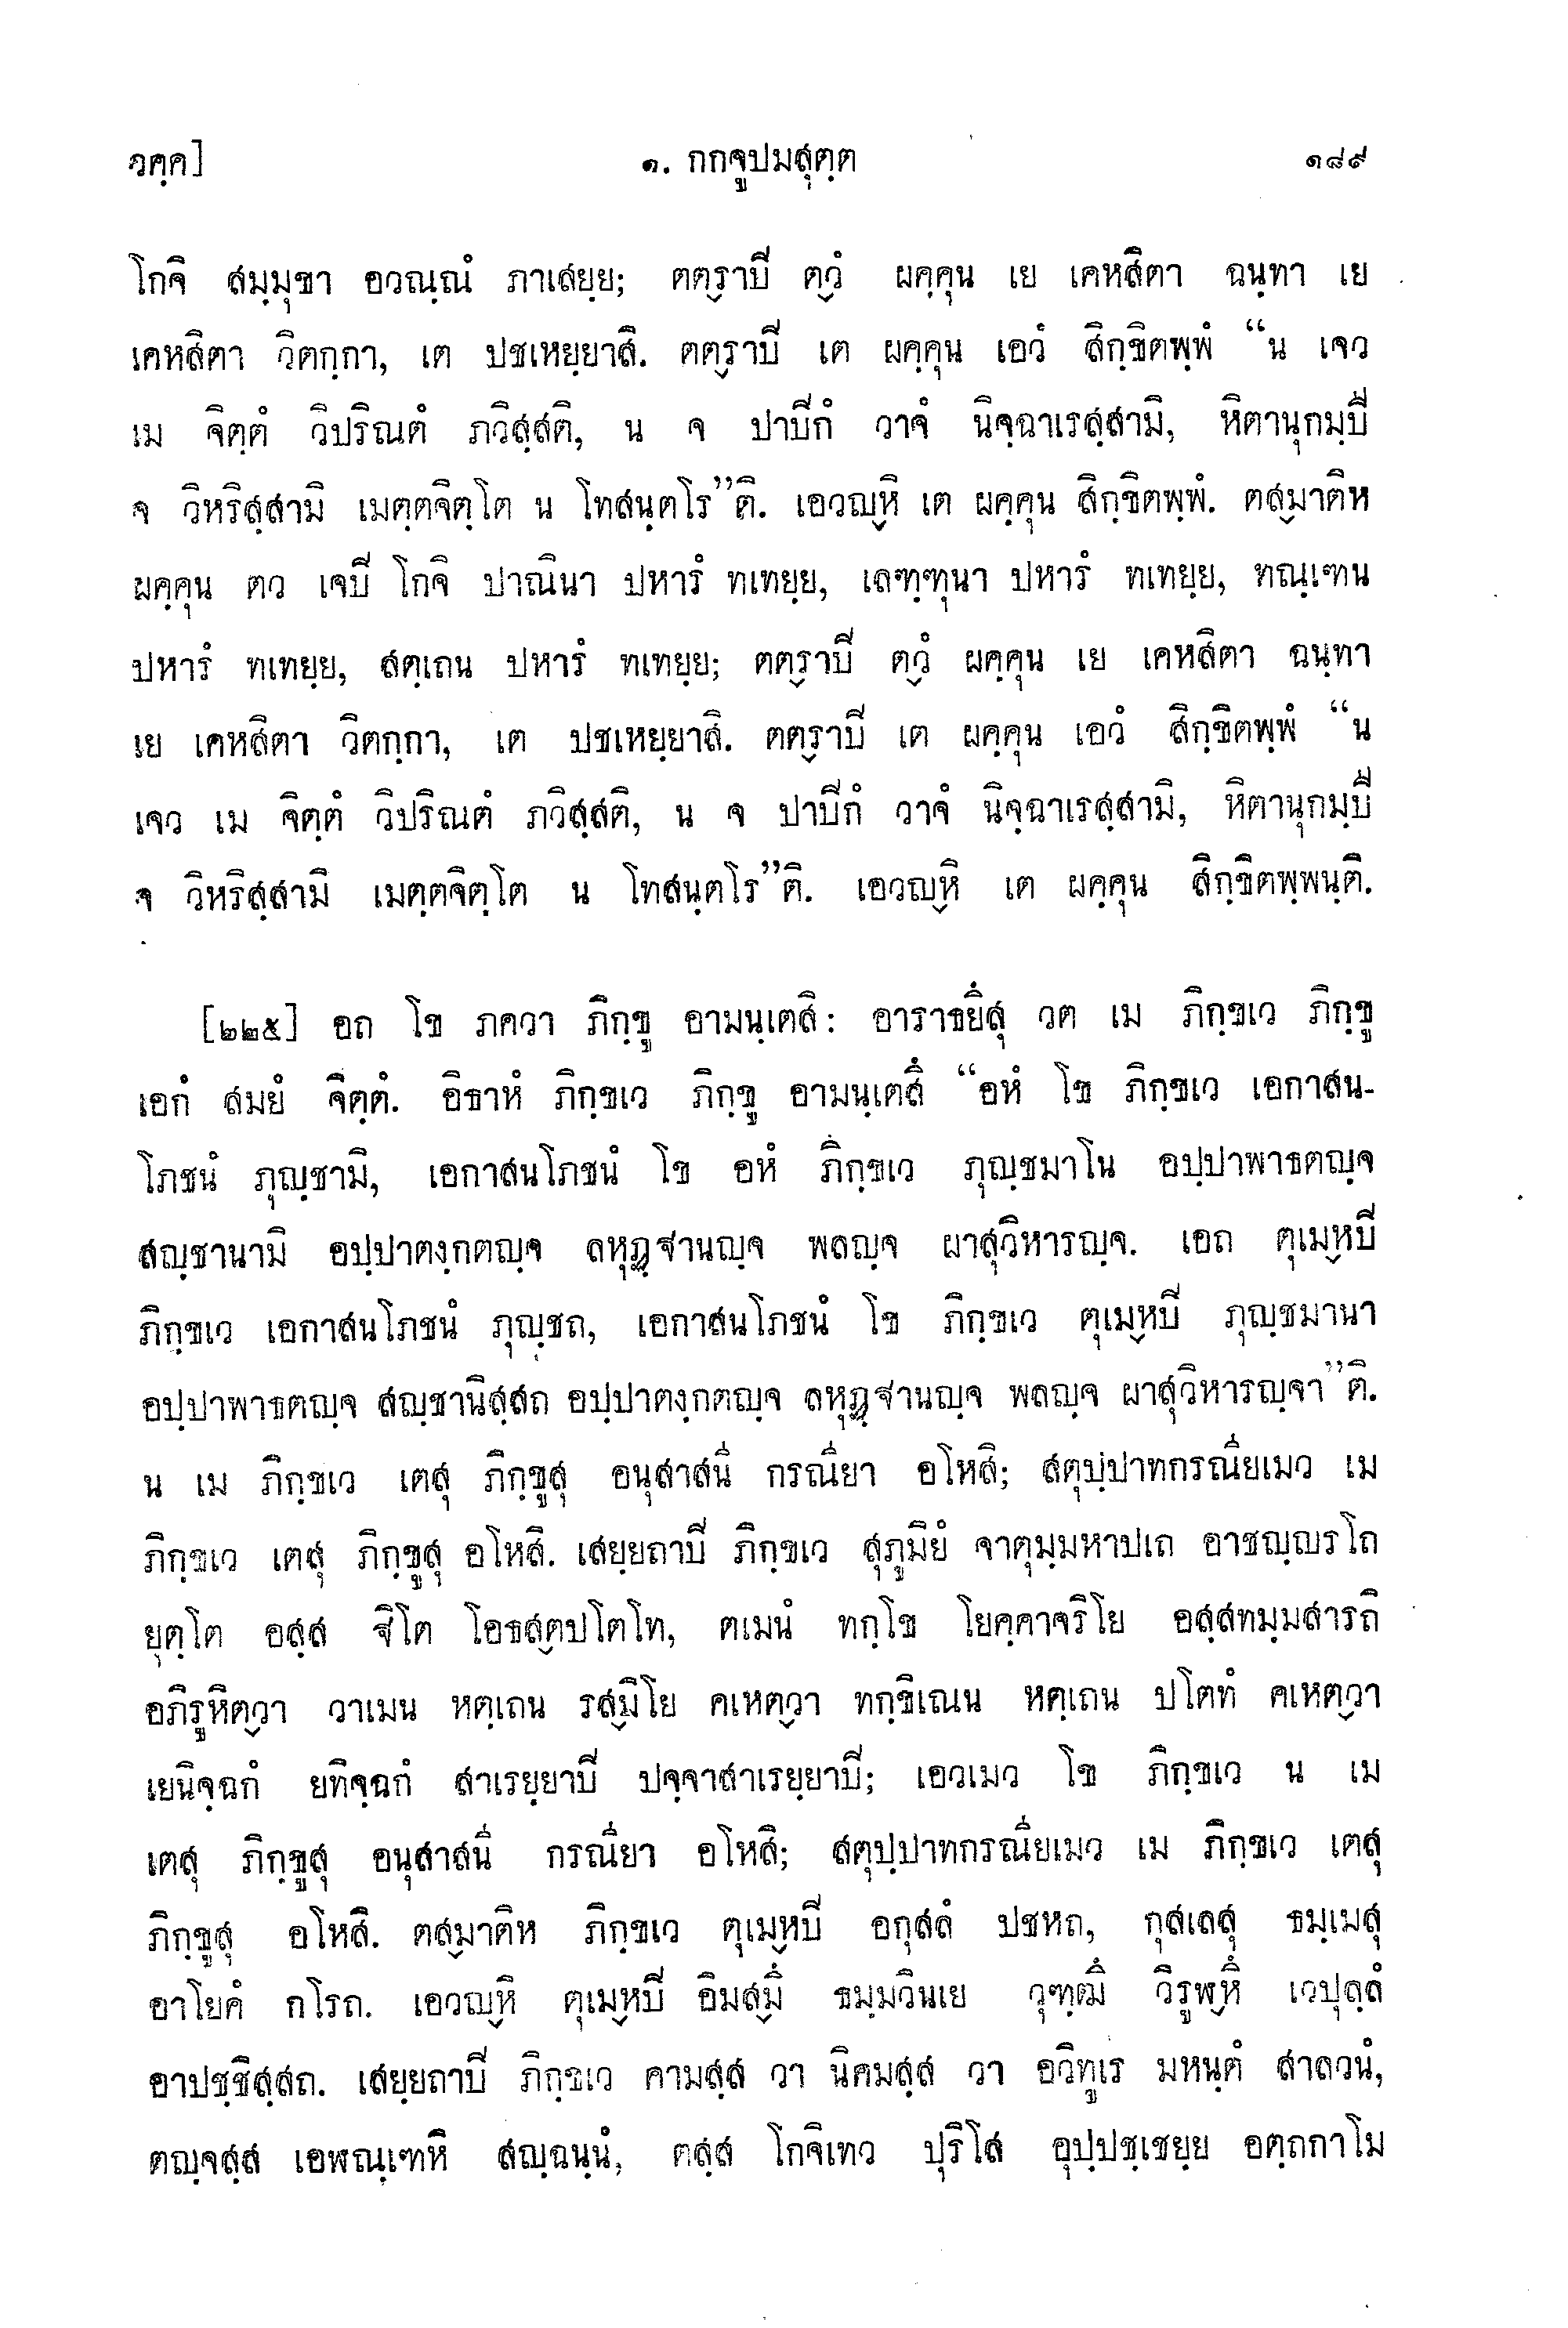 วคฺค] ๑. กกจูปมสุตฺต ๑๘๙
โกจิ สมฺมุขา อวณฺณํ ภาเสยฺย; ตต๎ราปิ ต๎วํ ผคฺคุน เย เคหสิตา ฉนฺทา เย
เคหสิตา วิตกฺกา, เต ปชเหยฺยาสิ. ตต๎ราปิ เต ผคฺคุน เอวํ สิกฺขิตพฺพํ “น เจว
เม จิตฺตํ วิปริณตํ ภวิสฺสติ, น จ ปาปิกํ วาจํ นิจฺฉาเรสฺสามิ, หิตานุกมฺปี
จ วิหริสฺสามิ เมตฺตจิตฺโต น โทสนฺตโร”ติ. เอวญ๎หิ เต ผคฺคุน สิกฺขิตพฺพํ. ตส๎มาติห
ผคฺคุน ตว เจปิ โกจิ ปาณินา ปหารํ ทเทยฺย, เลฑฺฑุนา ปหารํ ทเทยฺย, ทณฺเฑน
ปหารํ ทเทยฺย, สตฺเถน ปหารํ ทเทยฺย; ตต๎ราปิ ต๎วํ ผคฺคุน เย เคหสิตา ฉนฺทา
เย เคหสิตา วิตกฺกา, เต ปชเหยฺยาสิ. ตต๎ราปิ เต ผคฺคุน เอวํ สิกฺขิตพฺพํ “น
เจว เม จิตฺตํ วิปริณตํ ภวิสฺสติ, น จ ปาปิกํ วาจํ นิจฺฉาเรสฺสามิ, หิตานุกมฺปี
จ วิหริสฺสามิ เมตฺตจิตฺโต น โทสนฺตโร”ติ. เอวญ๎หิ เต ผคฺคุน สิกฺขิตพฺพนฺติ.
[๒๒๕] อถ โข ภควา ภิกฺขู อามนฺเตสิ: อาราธยึสุ วต เม ภิกฺขเว ภิกฺขู
เอกํ สมยํ จิตฺตํ. อิธาหํ ภิกฺขเว ภิกฺขู อามนฺเตสึ “อหํ โข ภิกฺขเว เอกาสน-
โภชนํ ภุญฺชามิ, เอกาสนโภชนํ โข อหํ ภิกฺขเว ภุญฺชมาโน อปฺปาพาธตญฺจ
สญฺชานามิ อปฺปาตงฺกตญฺจ ลหุฏฺฐานญฺจ พลญฺจ ผาสุวิหารญฺจ. เอถ ตุเม๎หปิ
ภิกฺขเว เอกาสนโภชนํ ภุญฺชถ, เอกาสนโภชนํ โข ภิกฺขเว ตุเม๎หปิ ภุญฺชมานา
อปฺปาพาธตญฺจ สญฺชานิสฺสถ อปฺปาตงฺกตญฺจ ลหุฏฺฐานญฺจ พลญฺจ ผาสุวิหารญฺจา”ติ.
น เม ภิกฺขเว เตสุ ภิกฺขูสุ อนุสาสนี กรณียา อโหสิ; สตุปฺปาทกรณียเมว เม
ภิกฺขเว เตสุ ภิกฺขูสุ อโหสิ. เสยฺยถาปิ ภิกฺขเว สุภูมิยํ จาตุมฺมหาปเถ อาชญฺญรโถ
ยุตฺโต อสฺส ฐิโต โอธส๎ตปโตโท, ตเมนํ ทกฺโข โยคฺคาจริโย อสฺสทมฺมสารถิ
อภิรูหิต๎วา วาเมน หตฺเถน รส๎มิโย คเหต๎วา ทกฺขิเณน หตฺเถน ปโตทํ คเหต๎วา
เยนิจฺฉกํ ยทิจฺฉกํ สาเรยฺยาปิ ปจฺจาสาเรยฺยาปิ; เอวเมว โข ภิกฺขเว น เม
เตสุ ภิกฺขูสุ อนุสาสนี กรณียา อโหสิ; สตุปฺปาทกรณียเมว เม ภิกฺขเว เตสุ
ภิกฺขูสุ อโหสิ. ตส๎มาติห ภิกฺขเว ตุเม๎หปิ อกุสลํ ปชหถ, กุสเลสุ ธมฺเมสุ
อาโยคํ กโรถ. เอวญ๎หิ ตุเม๎หปิ อิมส๎มึ ธมฺมวินเย วุฑฺฒึ วิรูฬ๎หึ เวปุลฺลํ
อาปชฺชิสฺสถ. เสยฺยถาปิ ภิกฺขเว คามสฺส วา นิคมสฺส วา อวิทูเร มหนฺตํ สาลวนํ,
ตญฺจสฺส เอฬณฺเฑหิ สญฺฉนฺนํ, ตสฺส โกจิเทว ปุริโส อุปฺปชฺเชยฺย อตฺถกาโม